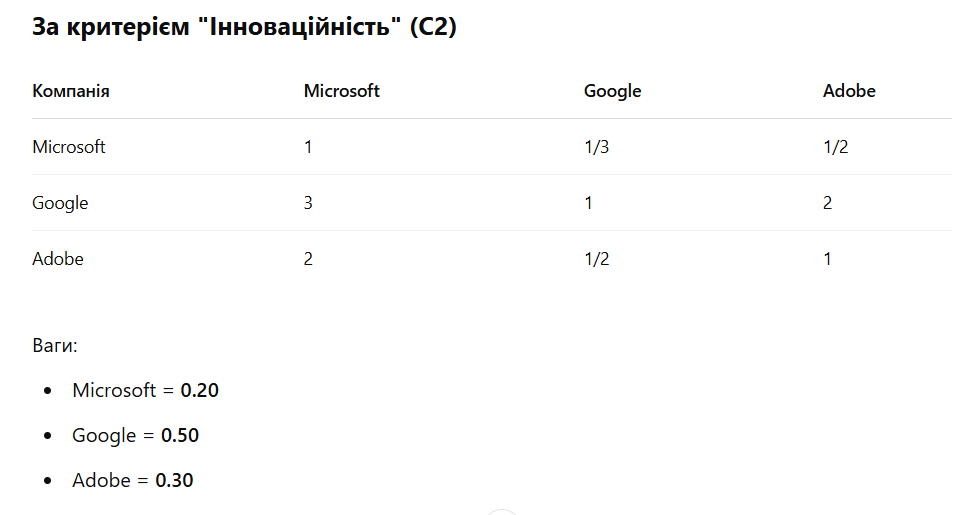 За критерієм "Інноваційність" (C2)
Компанія Microsoft Google Adobe
Microsoft 1 1/3 1/2
Google 3 1 2
Adobe 2 1/2 1
Ваги:
• Microsoft = 0.20
• Google = 0.50
• Adobe = 0.30